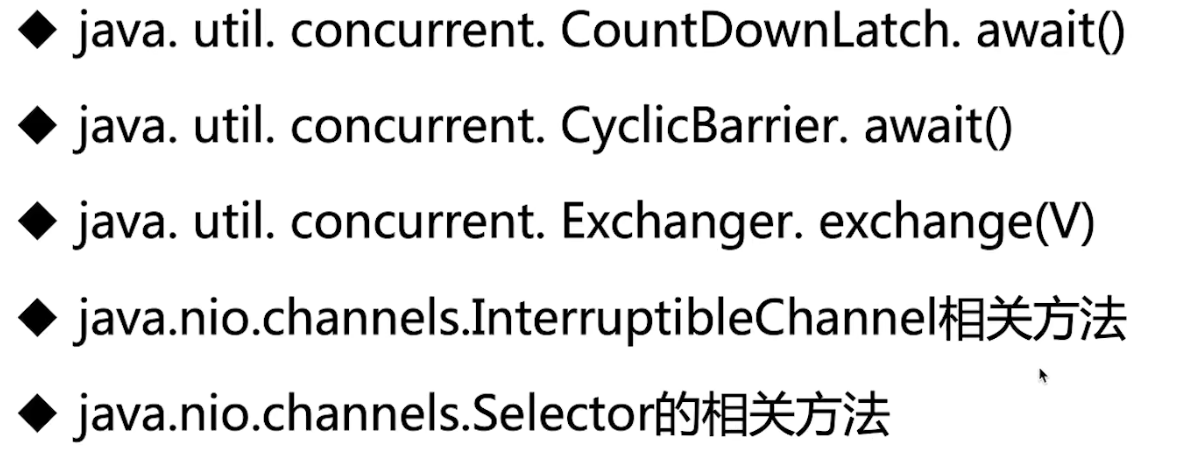 ◆ java. util. concurrent. CountDownLatch. await()
◆ java. util. concurrent. CyclicBarrier. await()
◆ java. util. concurrent. Exchanger. exchange(V)
◆ java.nio.channels.InterruptibleChannel相关方法
◆ java.nio.channels.Selector的相关方法